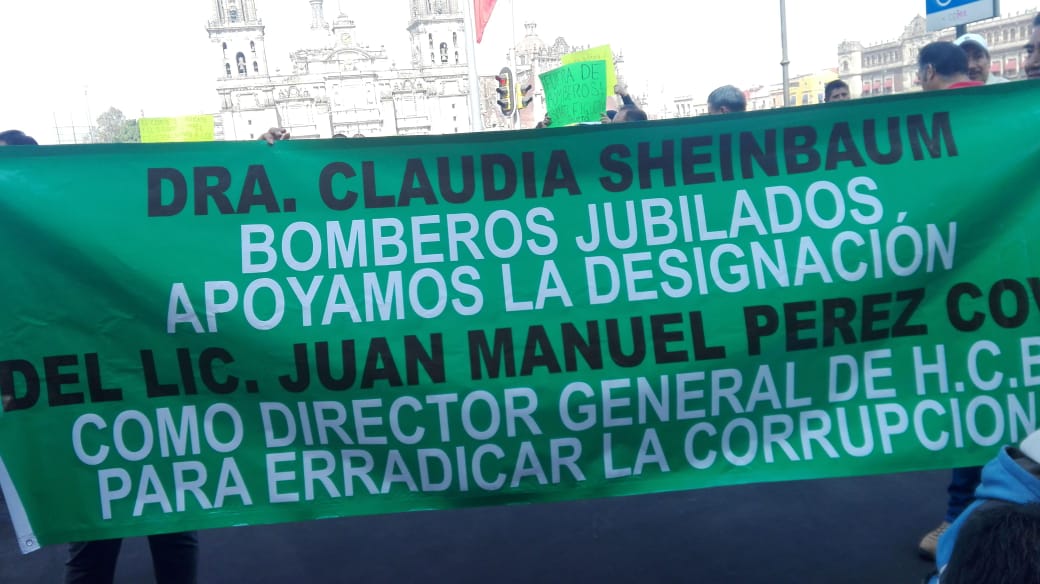 DRA. CLAUDIA SHEINBAUM
BOMBEROS JUBILADOS
APOYAMOS LA DESIGNACIÓN
DEL LIC. JUAN MANUEL PEREZ
COMO DIRECTOR GENERAL DE H.C.B
PARA ERRADICAR LA CORRUPCION